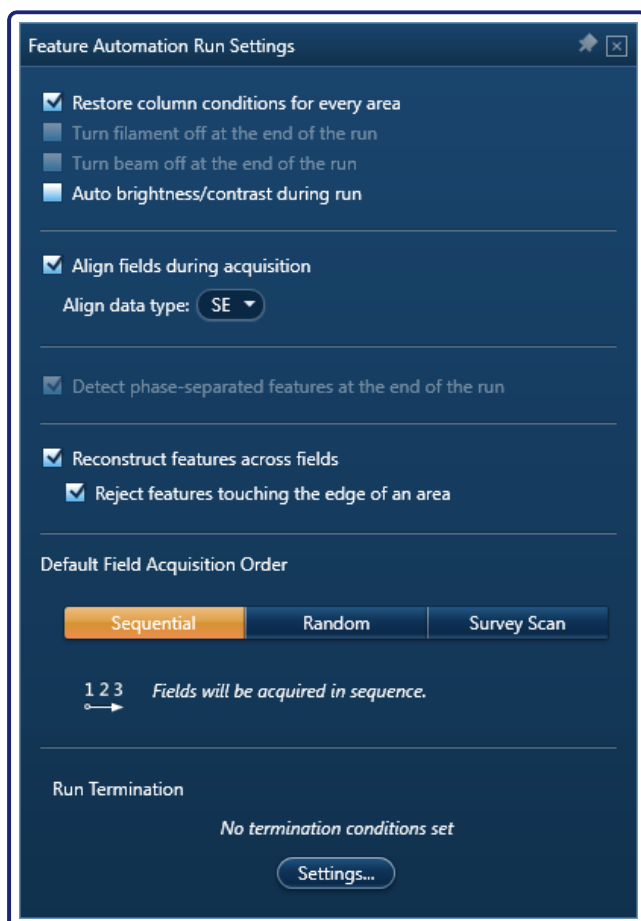 Feature Automation Run Settings
Restore column conditions for every area
Turn filament off at the end of the run
Turn beam off at the end of the run
Auto brightness/contrast during run
Align fields during acquisition
Align data type: SE
Detect phase-separated features at the end of the run
Reconstruct features across fields
Reject features touching the edge of an area
Default Field Acquisition Order
Sequential Random Survey Scan
1 2 3 Fields will be acquired in sequence.
Run Termination
No termination conditions set
Settings...